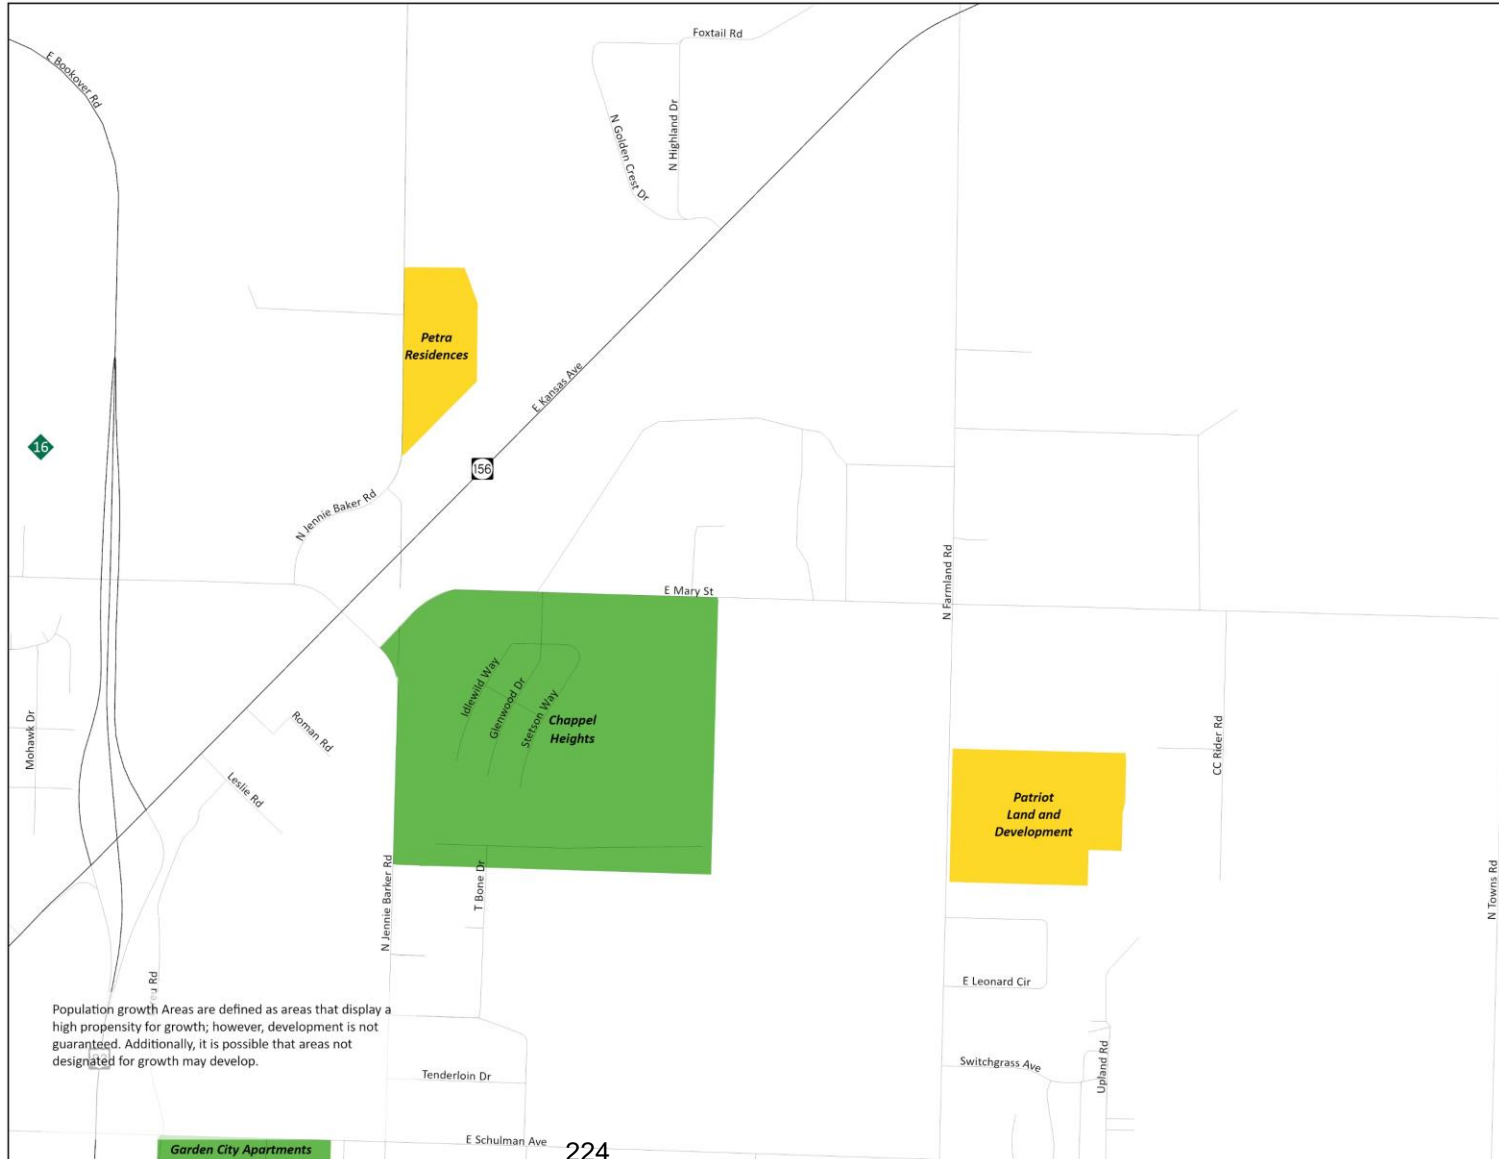 Foxtail Rd
E Bookover Rd
N Golden Crest Dr
N Highland Dr
Petra
Residences
E Kansas Ave
16
156
N Jennie Baker Rd
N Farmland Rd
E Mary St
Idlewild Way
Glenwood Dr
Stetson Way
Chappel
Heights
Mohawk Dr
Roman Rd
Leslie Rd
CC Rider Rd
Patriot
Land and
Development
N Jennie Barker Rd
T Bone Dr
N Towns Rd
E Leonard Cir
Rd
Population growth Areas are defined as areas that display a
high propensity for growth; however, development is not
guaranteed. Additionally, it is possible that areas not
designated for growth may develop.
Switchgrass Ave
Upland Rd
Tenderloin Dr
E Schulman Ave
224
Garden City Apartments